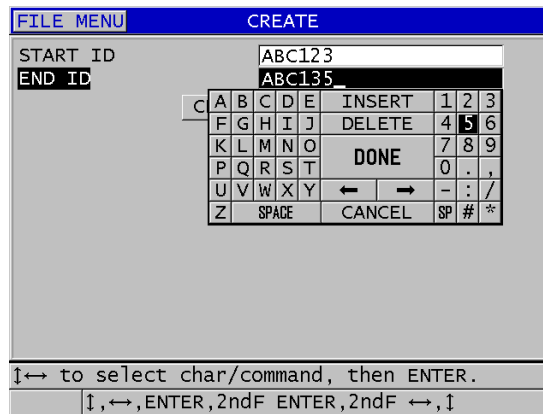 FILE MENU CREATE
START ID ABC123
END ID ABC135_
A B C D E INSERT 1 2 3
F G H I J DELETE 4 5 6
K L M N O DONE 7 8 9
P Q R S T 0 . ,
U V W X Y ← → - : /
Z SPACE CANCEL SP # *
↕↔ to select char/command, then ENTER.
↕,↔,ENTER,2ndF ENTER,2ndF ↔,↕